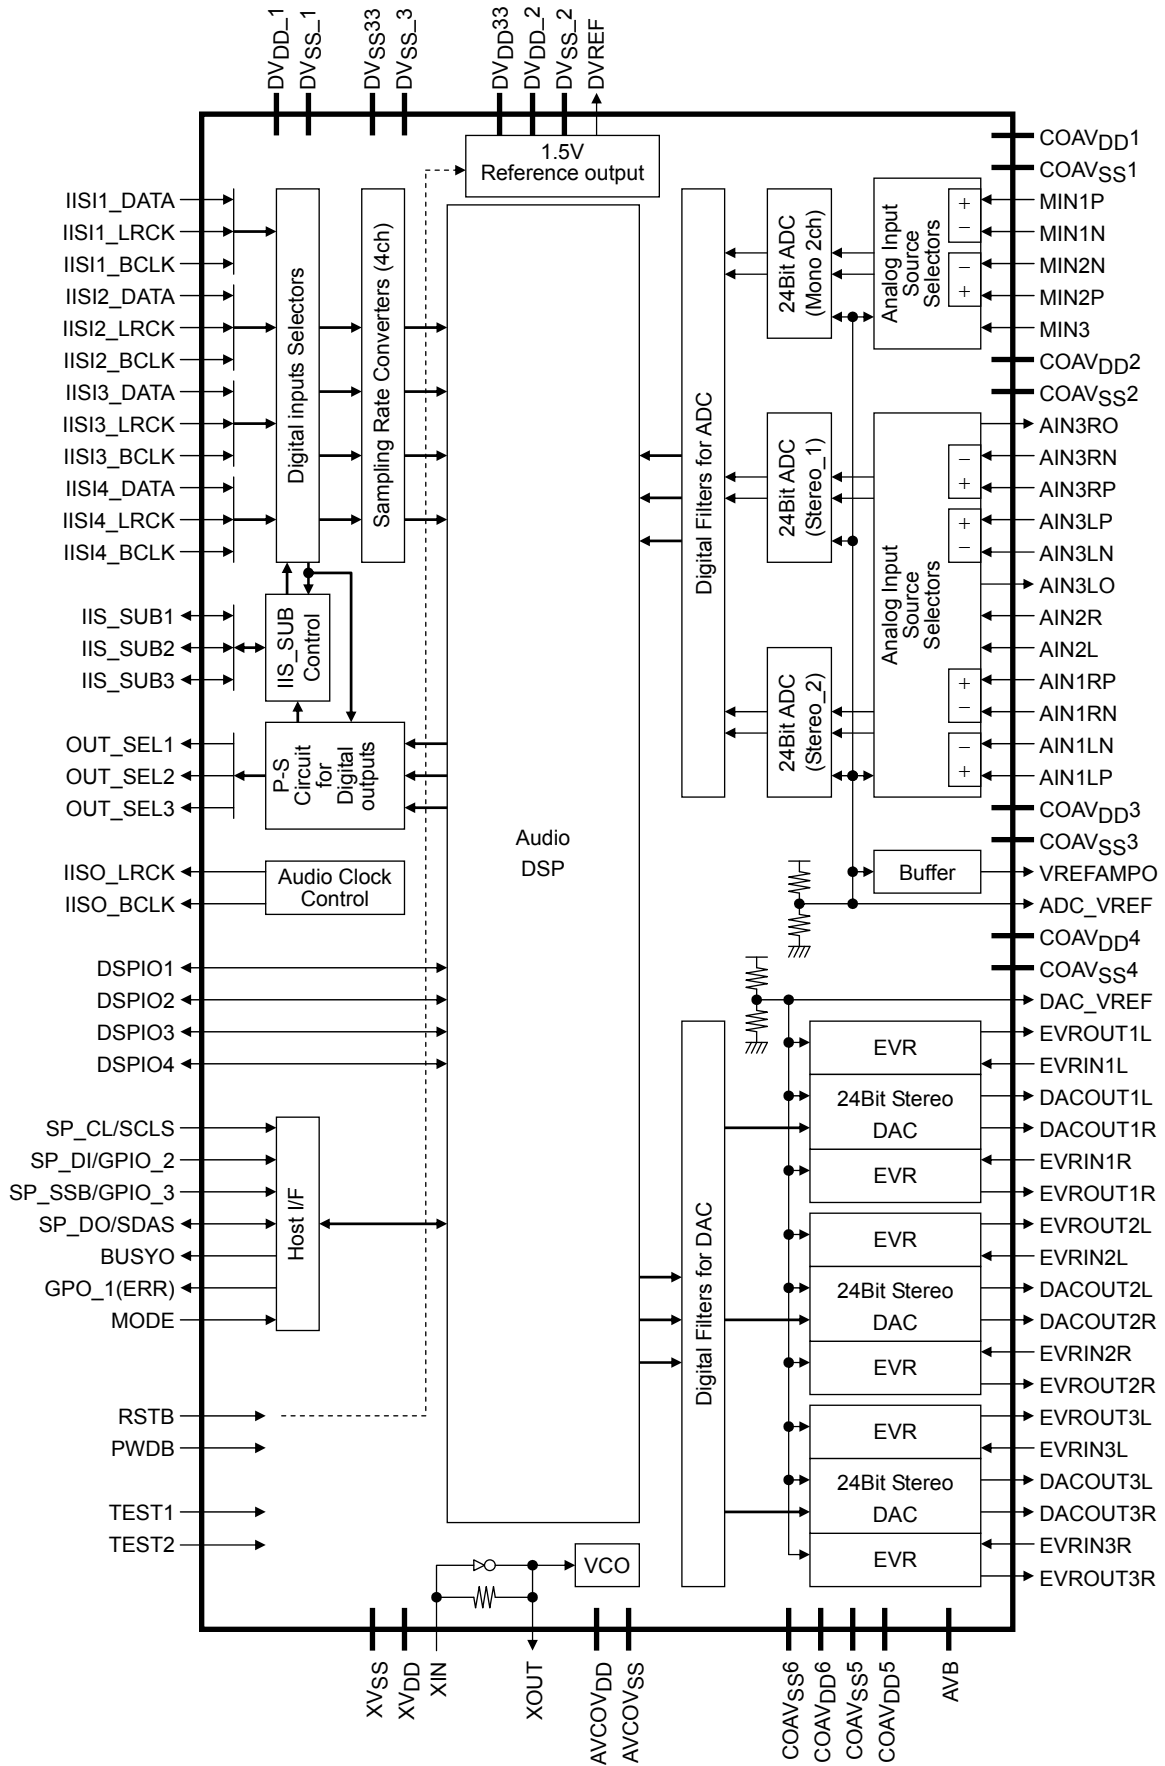 DVDD_1
DVSS_1
DVSS33
DVSS_3
DVDD33
DVDD_2
DVSS_2
DVREF
1.5V
Reference output
IISI1_DATA
IISI1_LRCK
IISI1_BCLK
IISI2_DATA
IISI2_LRCK
IISI2_BCLK
IISI3_DATA
IISI3_LRCK
IISI3_BCLK
IISI4_DATA
IISI4_LRCK
IISI4_BCLK
IIS_SUB1
IIS_SUB2
IIS_SUB3
OUT_SEL1
OUT_SEL2
OUT_SEL3
IISO_LRCK
IISO_BCLK
DSPIO1
DSPIO2
DSPIO3
DSPIO4
SP_CL/SCLS
SP_DI/GPIO_2
SP_SSB/GPIO_3
SP_DO/SDAS
BUSYO
GPO_1(ERR)
MODE
RSTB
PWDB
TEST1
TEST2
Digital inputs Selectors
Sampling Rate Converters (4ch)
IIS_SUB
Control
P-S
Circuit
for
Digital
outputs
Audio Clock
Control
Host I/F
Audio
DSP
VCO
Digital Filters for ADC
Digital Filters for DAC
24Bit ADC
(Mono 2ch)
24Bit ADC
(Stereo_1)
24Bit ADC
(Stereo_2)
Analog Input
Source
Selectors
+
−
−
+
Analog Input
Source
Selectors
−
+
+
−
+
−
−
+
Buffer
EVR
24Bit Stereo
DAC
EVR
EVR
24Bit Stereo
DAC
EVR
EVR
24Bit Stereo
DAC
EVR
COAVDD1
COAVSS1
MIN1P
MIN1N
MIN2N
MIN2P
MIN3
COAVDD2
COAVSS2
AIN3RO
AIN3RN
AIN3RP
AIN3LP
AIN3LN
AIN3LO
AIN2R
AIN2L
AIN1RP
AIN1RN
AIN1LN
AIN1LP
COAVDD3
COAVSS3
VREFAMPO
ADC_VREF
COAVDD4
COAVSS4
DAC_VREF
EVROUT1L
EVRIN1L
DACOUT1L
DACOUT1R
EVRIN1R
EVROUT1R
EVROUT2L
EVRIN2L
DACOUT2L
DACOUT2R
EVRIN2R
EVROUT2R
EVROUT3L
EVRIN3L
DACOUT3L
DACOUT3R
EVRIN3R
EVROUT3R
XVSS
XVDD
XIN
XOUT
AVCOVDD
AVCOVSS
COAVSS6
COAVDD6
COAVSS5
COAVDD5
AVB